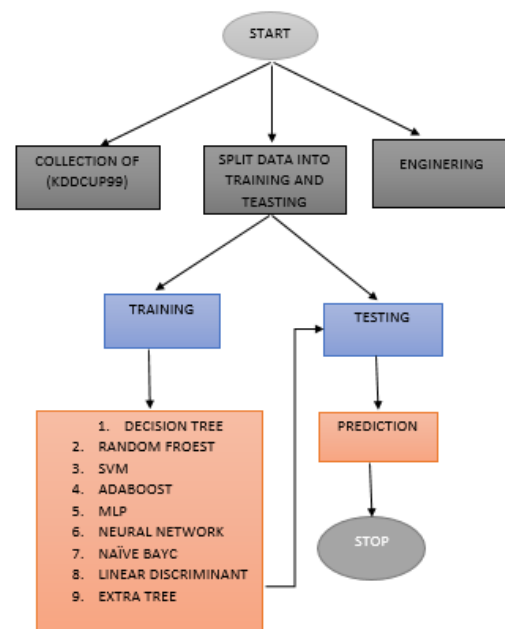 START
COLLECTION OF
(KDDCUP99)
SPLIT DATA INTO
TRAINING AND
TEASTING
ENGINERING
TRAINING
TESTING
1. DECISION TREE
2. RANDOM FROEST
3. SVM
4. ADABOOST
5. MLP
6. NEURAL NETWORK
7. NAÏVE BAYC
8. LINEAR DISCRIMINANT
9. EXTRA TREE
PREDICTION
STOP